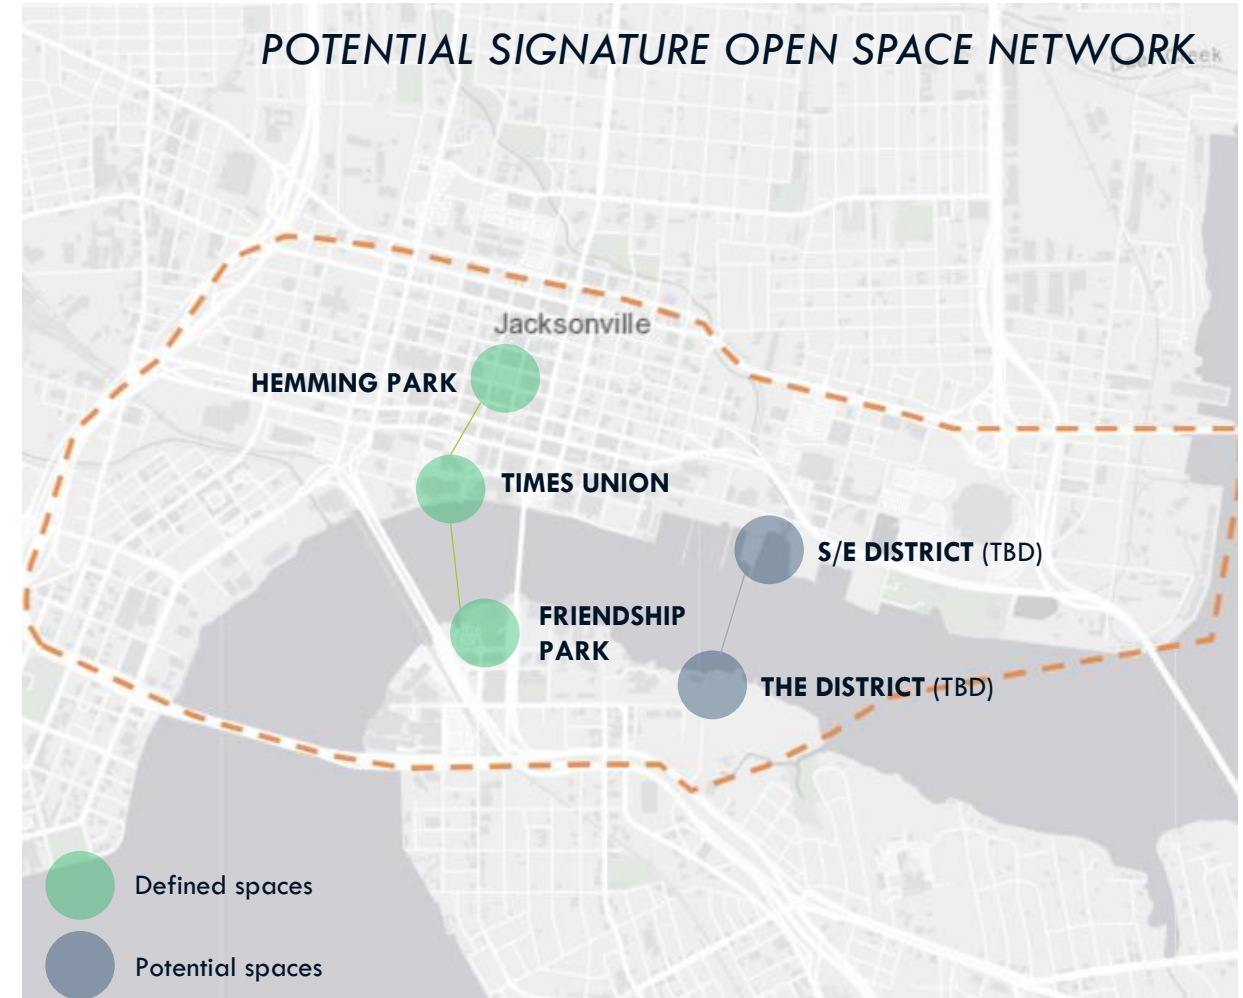 POTENTIAL SIGNATURE OPEN SPACE NETWORK
Jacksonville
HEMMING PARK
TIMES UNION
S/E DISTRICT (TBD)
FRIENDSHIP
PARK
THE DISTRICT (TBD)
Defined spaces
Potential spaces